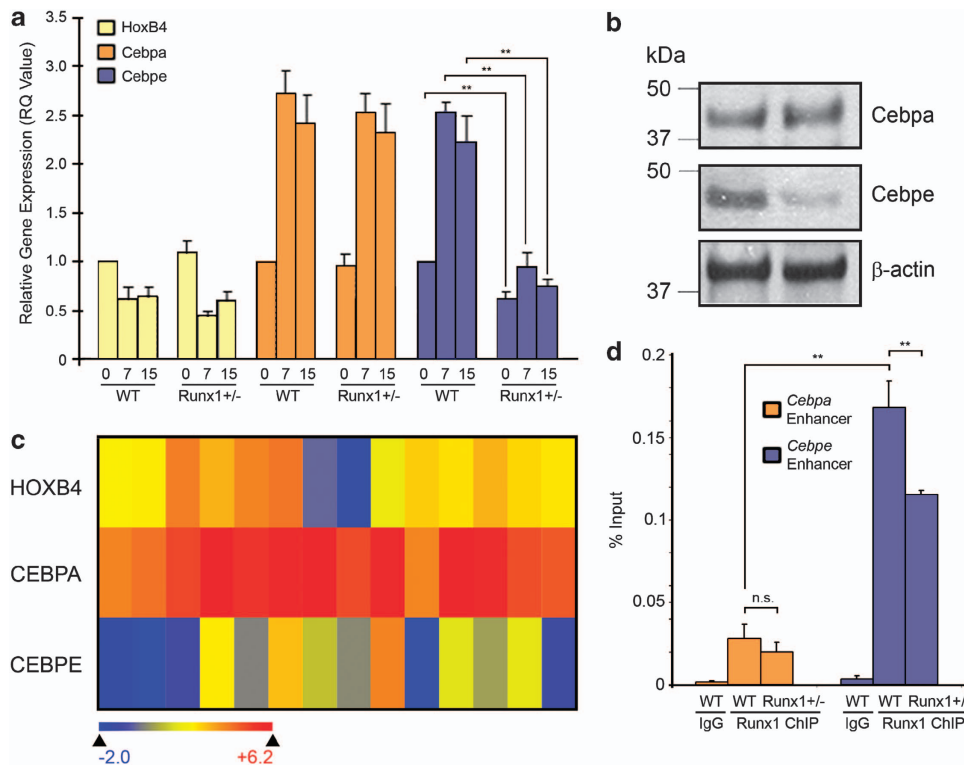 a
3.5
3.0
2.5
2.0
1.5
1.0
0.5
0
Relative Gene Expression (RQ Value)
HoxB4
Cebpa
Cebpe
**
**
**
0 7 15 0 7 15 0 7 15 0 7 15 0 7 15 0 7 15
WT Runx1+/- WT Runx1+/- WT Runx1+/-
b
kDa
50
37
Cebpa
50
Cebpe
37
β-actin
c
HOXB4
CEBPA
CEBPE
-2.0 +6.2
d
0.2
0.15
0.1
0.05
0
% Input
**
**
Cebpa
Enhancer
Cebpe
Enhancer
n.s.
WT WT Runx1+/- WT WT Runx1+/
IgG Runx1 ChIP IgG Runx1 ChIP